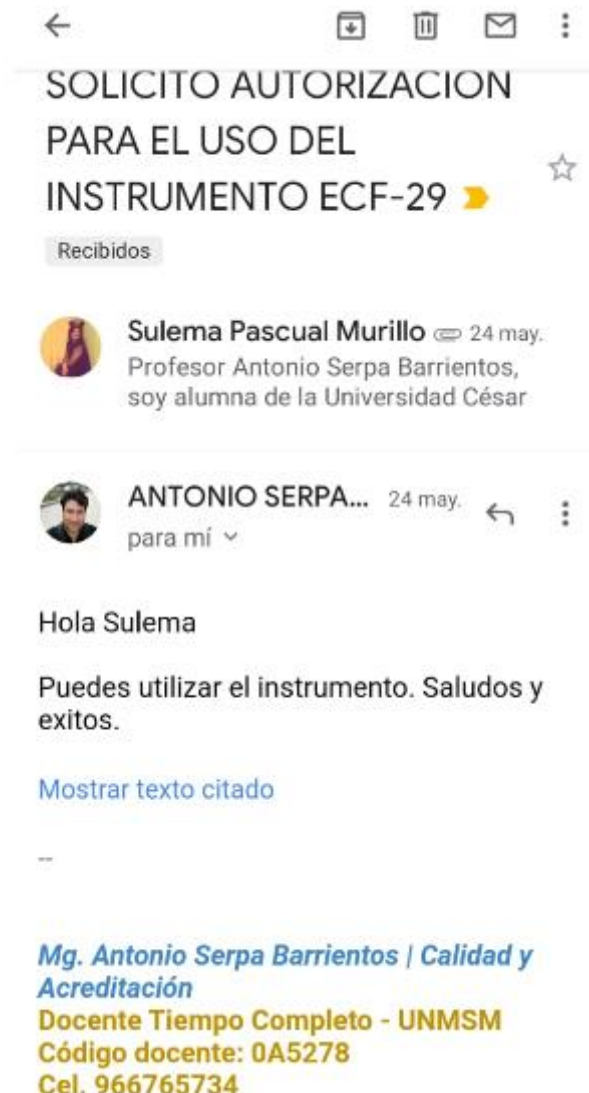 SOLICITO AUTORIZACION
PARA EL USO DEL
INSTRUMENTO ECF-29
Recibidos
Sulema Pascual Murillo 24 may.
Profesor Antonio Serpa Barrientos,
soy alumna de la Universidad César
ANTONIO SERPA... 24 may.
para mí
Hola Sulema
Puedes utilizar el instrumento. Saludos y
exitos.
Mostrar texto citado
--
Mg. Antonio Serpa Barrientos | Calidad y
Acreditación
Docente Tiempo Completo - UNMSM
Código docente: 0A5278
Cel. 966765734